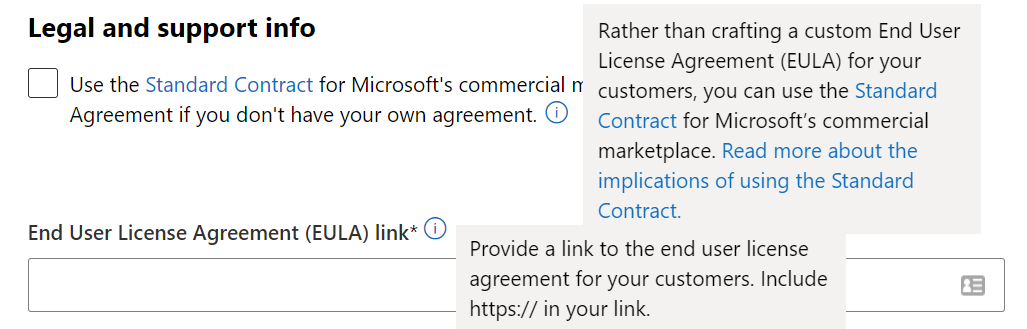 Legal and support info
Use the Standard Contract for Microsoft's commercial m
Agreement if you don't have your own agreement.
Rather than crafting a custom End User
License Agreement (EULA) for your
customers, you can use the Standard
Contract for Microsoft’s commercial
marketplace. Read more about the
implications of using the Standard
Contract.
End User License Agreement (EULA) link*
Provide a link to the end user license
agreement for your customers. Include
https:// in your link.